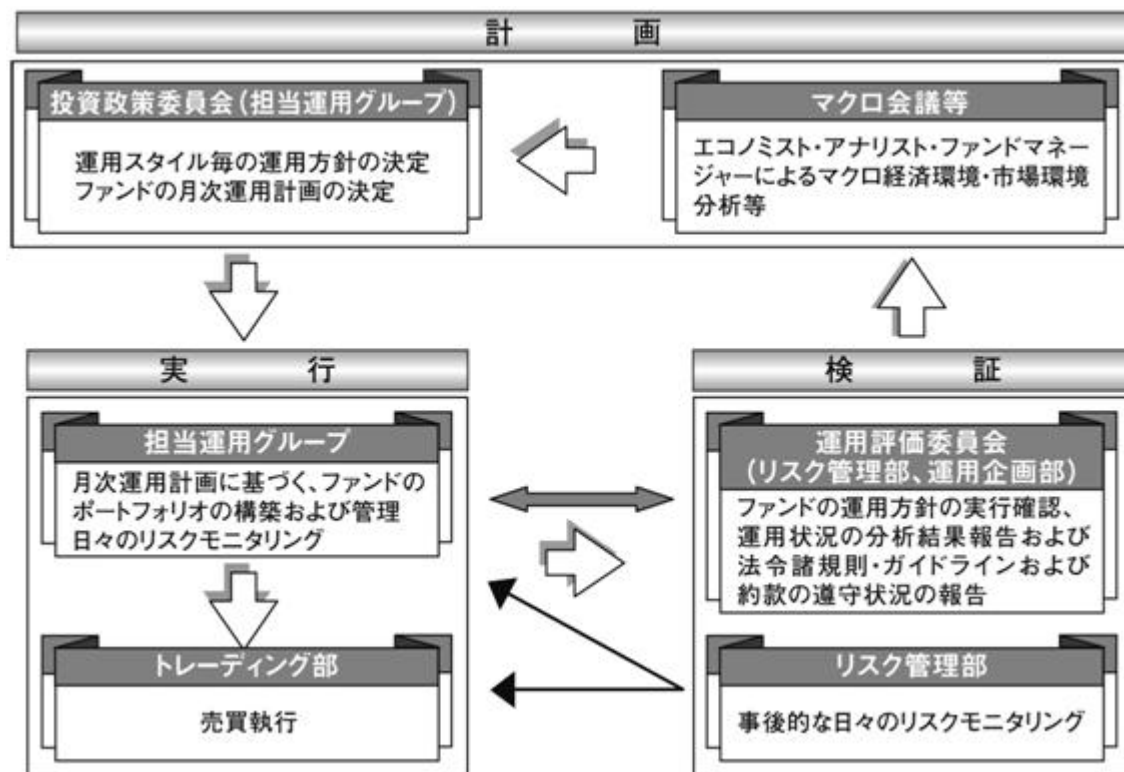 計画
投資政策委員会(担当運用グループ)
運用スタイル毎の運用方針の決定
ファンドの月次運用計画の決定
マクロ会議等
エコノミスト・アナリスト・ファンドマネー
ジャーによるマクロ経済環境・市場環境
分析等
実行
担当運用グループ
月次運用計画に基づく、ファンドの
ポートフォリオの構築および管理
日々のリスクモニタリング
トレーディング部
売買執行
検証
運用評価委員会
(リスク管理部、運用企画部)
ファンドの運用方針の実行確認、
運用状況の分析結果報告および
法令諸規則・ガイドラインおよび
約款の遵守状況の報告
リスク管理部
事後的な日々のリスクモニタリング